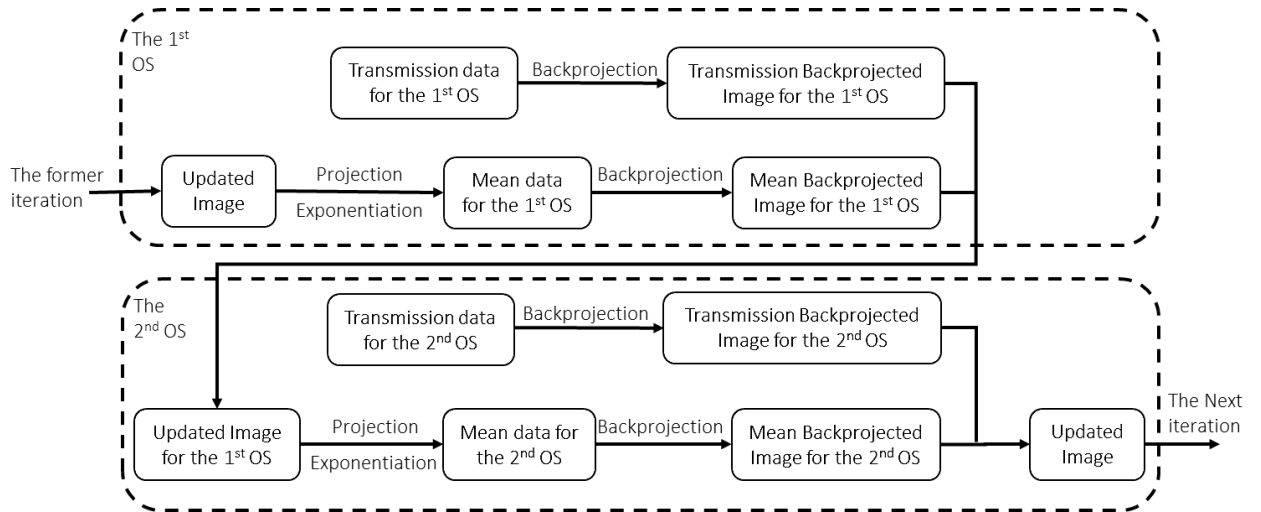 The 1st
OS
Transmission data
for the 1st OS
Backprojection
Transmission Backprojected
Image for the 1st OS
The former
iteration
Updated
Image
Projection
Exponentiation
Mean data
for the 1st OS
Backprojection
Mean Backprojected
Image for the 1st OS
The
2nd OS
Transmission data
for the 2nd OS
Backprojection
Transmission Backprojected
Image for the 2nd OS
Updated Image
for the 1st OS
Projection
Exponentiation
Mean data for
the 2nd OS
Backprojection
Mean Backprojected
Image for the 2nd OS
Updated
Image
The Next
iteration